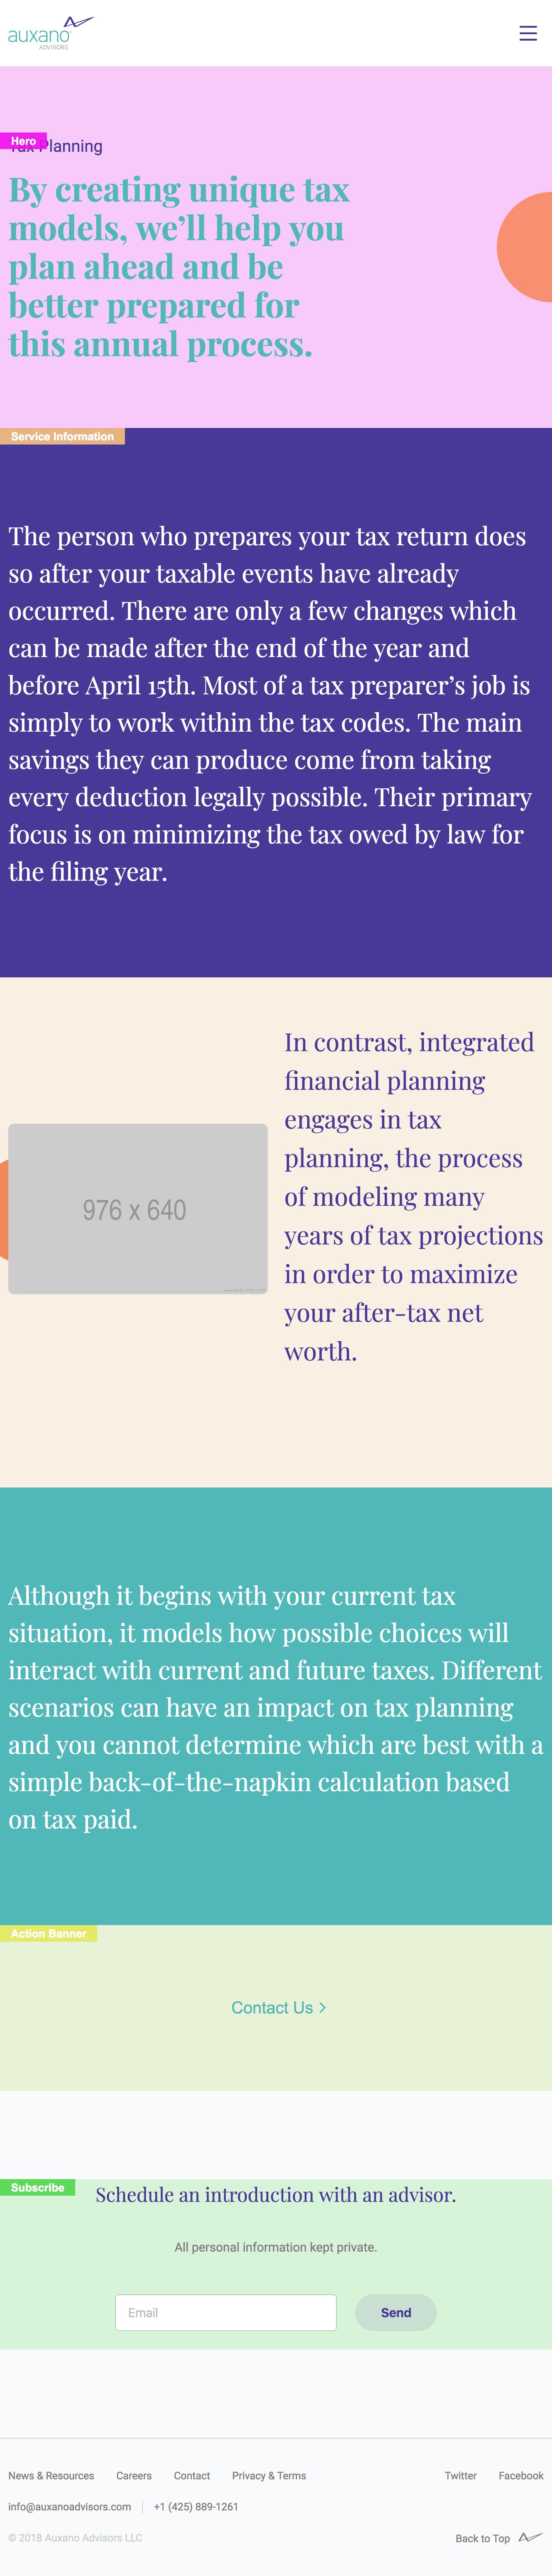 auxano
ADVISORS
Hero
Tax Planning
By creating unique tax
models, we’ll help you
plan ahead and be
better prepared for
this annual process.
Service Information
The person who prepares your tax return does
so after your taxable events have already
occurred. There are only a few changes which
can be made after the end of the year and
before April 15th. Most of a tax preparer’s job is
simply to work within the tax codes. The main
savings they can produce come from taking
every deduction legally possible. Their primary
focus is on minimizing the tax owed by law for
the filing year.
In contrast, integrated
financial planning
engages in tax
planning, the process
of modeling many
years of tax projections
in order to maximize
your after-tax net
worth.
976 x 640
Although it begins with your current tax
situation, it models how possible choices will
interact with current and future taxes. Different
scenarios can have an impact on tax planning
and you cannot determine which are best with a
simple back-of-the-napkin calculation based
on tax paid.
Action Banner
Contact Us
Subscribe
Schedule an introduction with an advisor.
All personal information kept private.
Email
Send
News & Resources Careers Contact Privacy & Terms Twitter Facebook
info@auxanoadvisors.com +1 (425) 889-1261
© 2018 Auxano Advisors LLC Back to Top